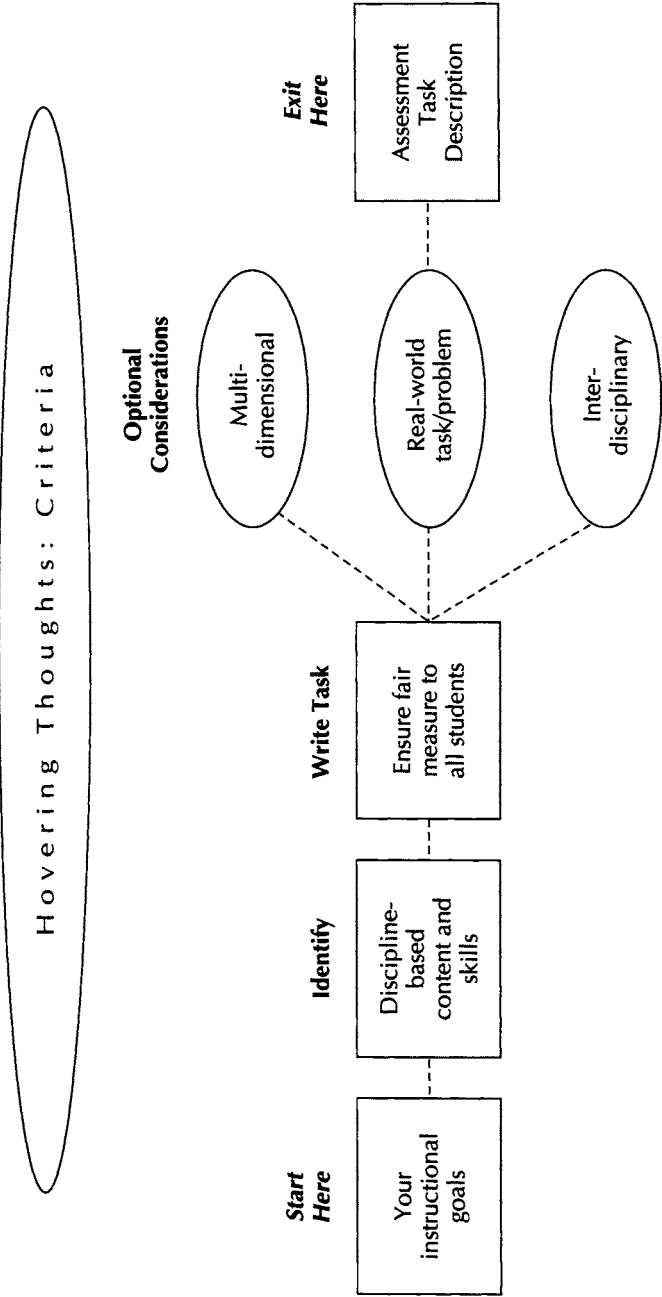 Hovering Thoughts: Criteria
Start
Here
Your
instructional
goals
Identify
Discipline-
based
content and
skills
Write Task
Ensure fair
measure to
all students
Optional
Considerations
Multi-
dimensional
Real-world
task/problem
Inter-
disciplinary
Exit
Here
Assessment
Task
Description